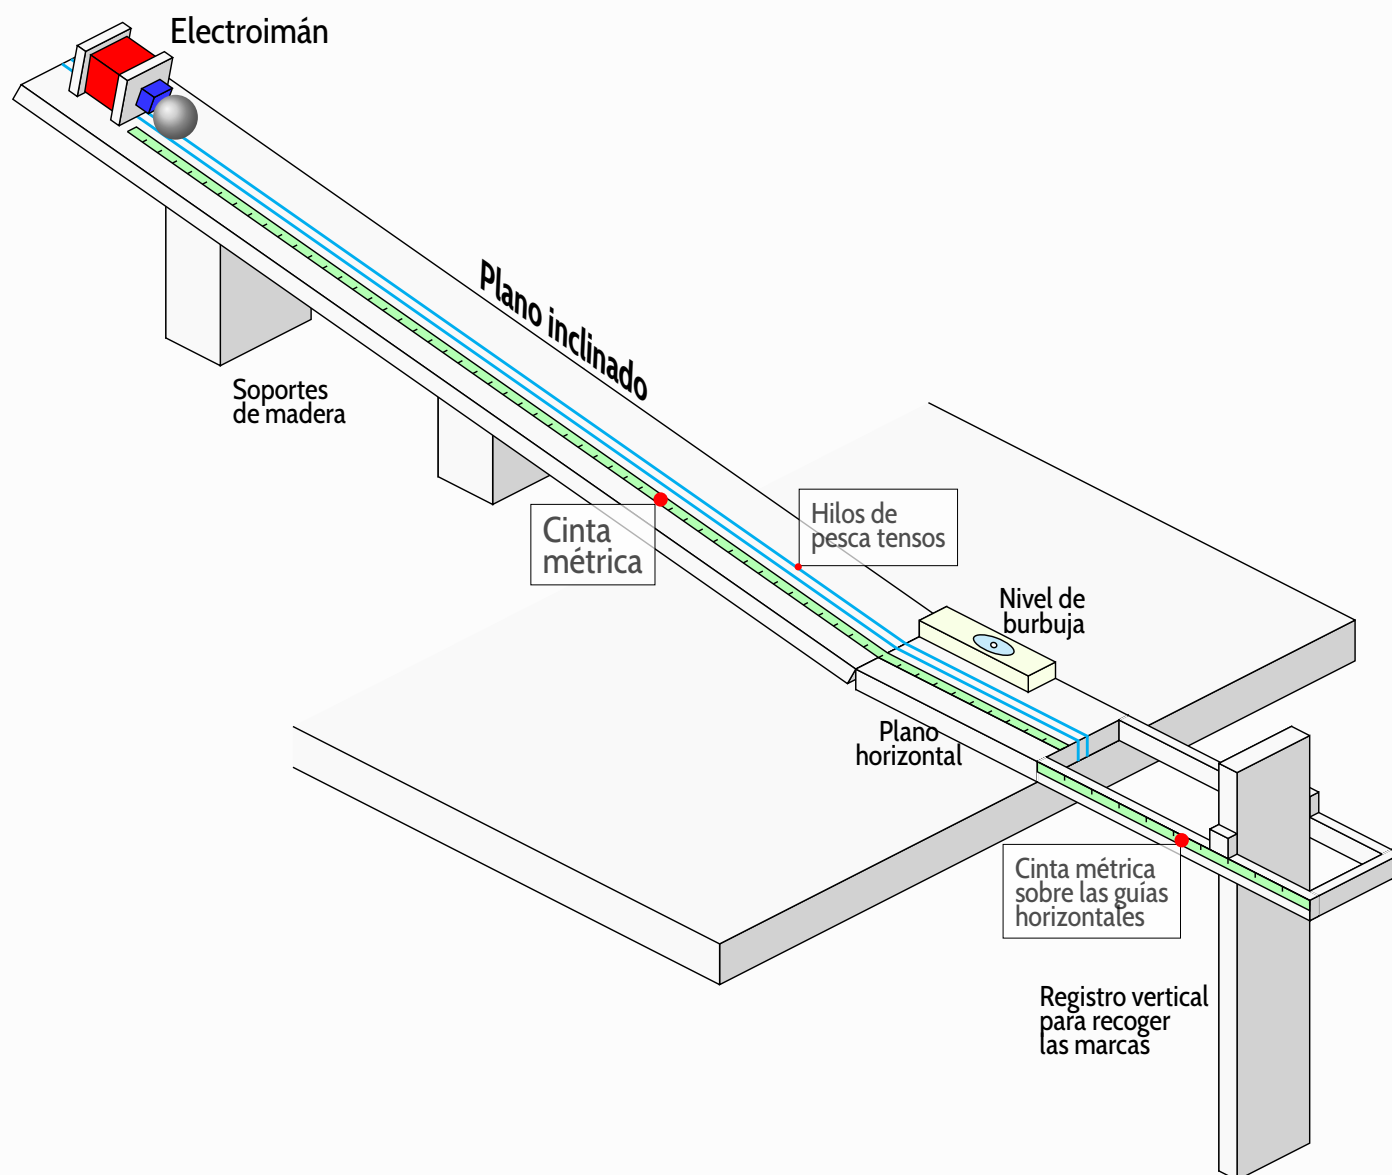 Electroimán
Plano inclinado
Soportes
de madera
Cinta
métrica
Hilos de
pesca tensos
Nivel de
burbuja
Plano
horizontal
Cinta métrica
sobre las guías
horizontales
Registro vertical
para recoger
las marcas